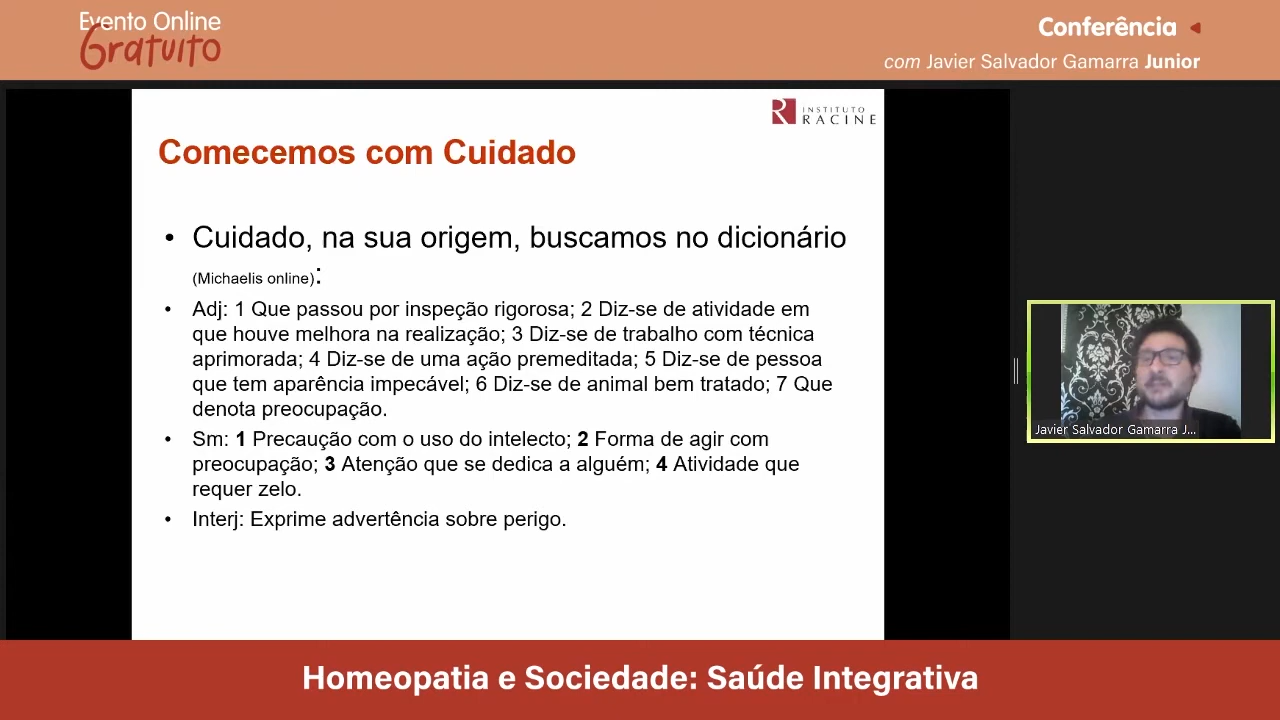 Evento Online
Gratuito
Conferência
com Javier Salvador Gamarra Junior
INSTITUTO
RACINE
Comecemos com Cuidado
• Cuidado, na sua origem, buscamos no dicionário
(Michaelis online):
• Adj: 1 Que passou por inspeção rigorosa; 2 Diz-se de atividade em
que houve melhora na realização; 3 Diz-se de trabalho com técnica
aprimorada; 4 Diz-se de uma ação premeditada; 5 Diz-se de pessoa
que tem aparência impecável; 6 Diz-se de animal bem tratado; 7 Que
denota preocupação.
• Sm: 1 Precaução com o uso do intelecto; 2 Forma de agir com
preocupação; 3 Atenção que se dedica a alguém; 4 Atividade que
requer zelo.
• Interj: Exprime advertência sobre perigo.
Javier Salvador Gamarra J...
Homeopatia e Sociedade: Saúde Integrativa